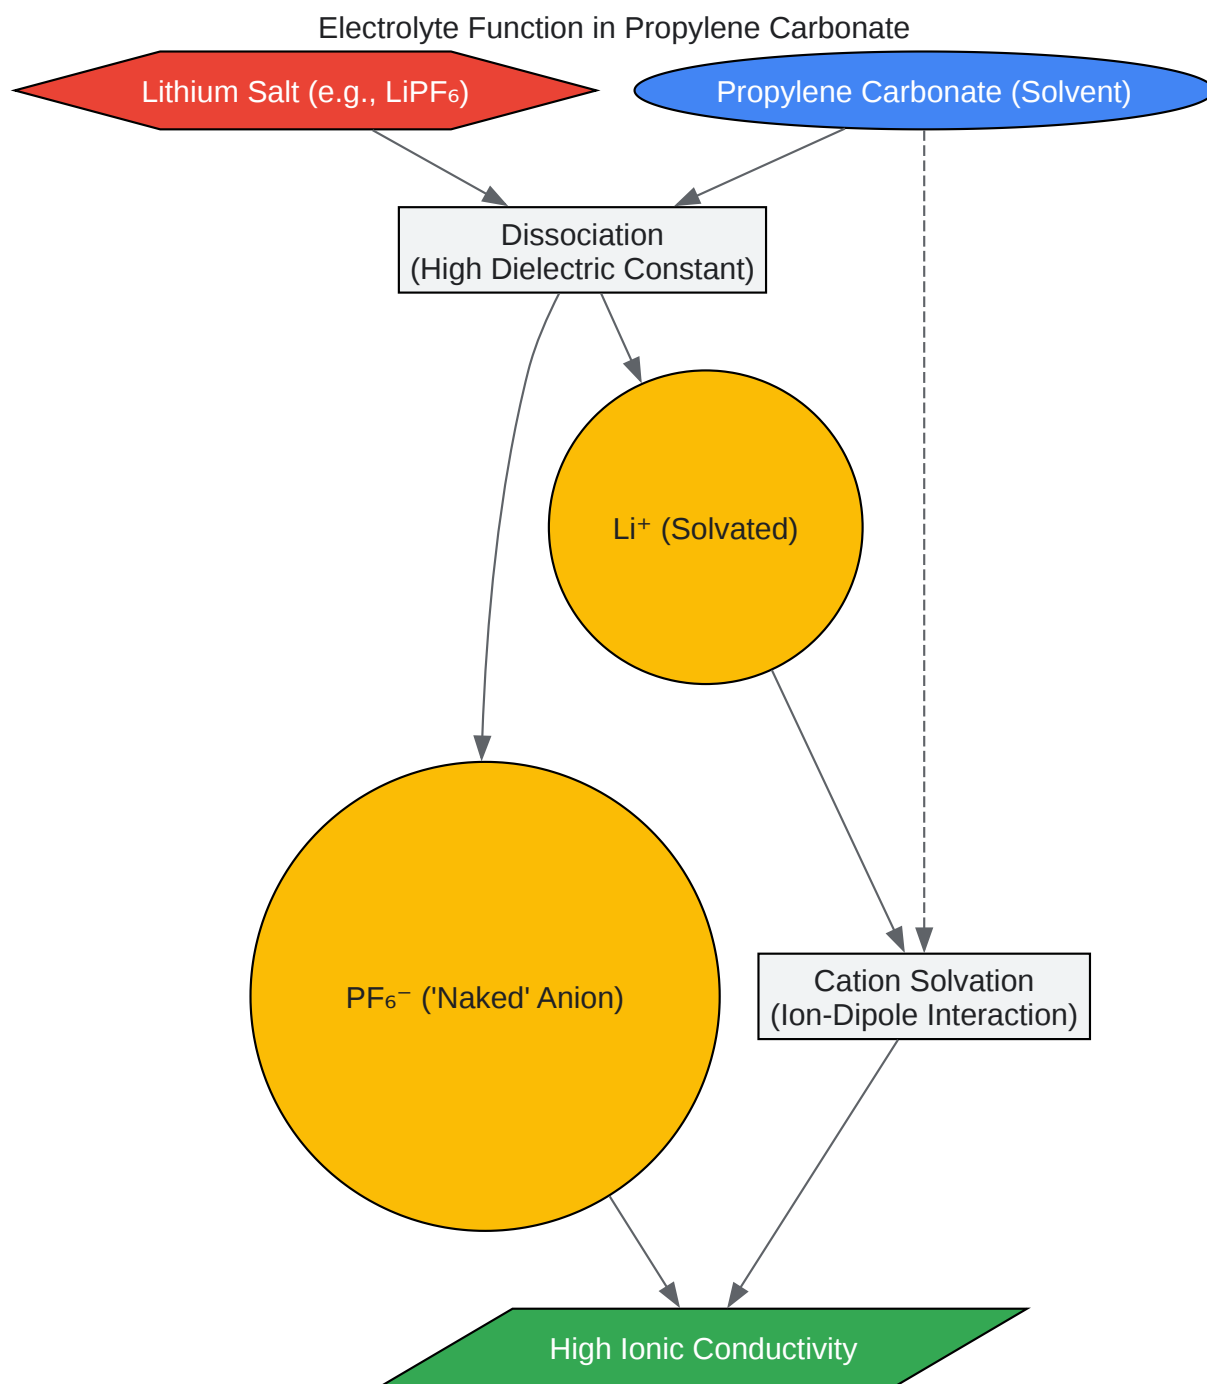 Electrolyte Function in Propylene Carbonate
Lithium Salt (e.g., LiPF₆)
Propylene Carbonate (Solvent)
Dissociation
(High Dielectric Constant)
Li⁺ (Solvated)
PF₆⁻ ('Naked' Anion)
Cation Solvation
(Ion-Dipole Interaction)
High Ionic Conductivity